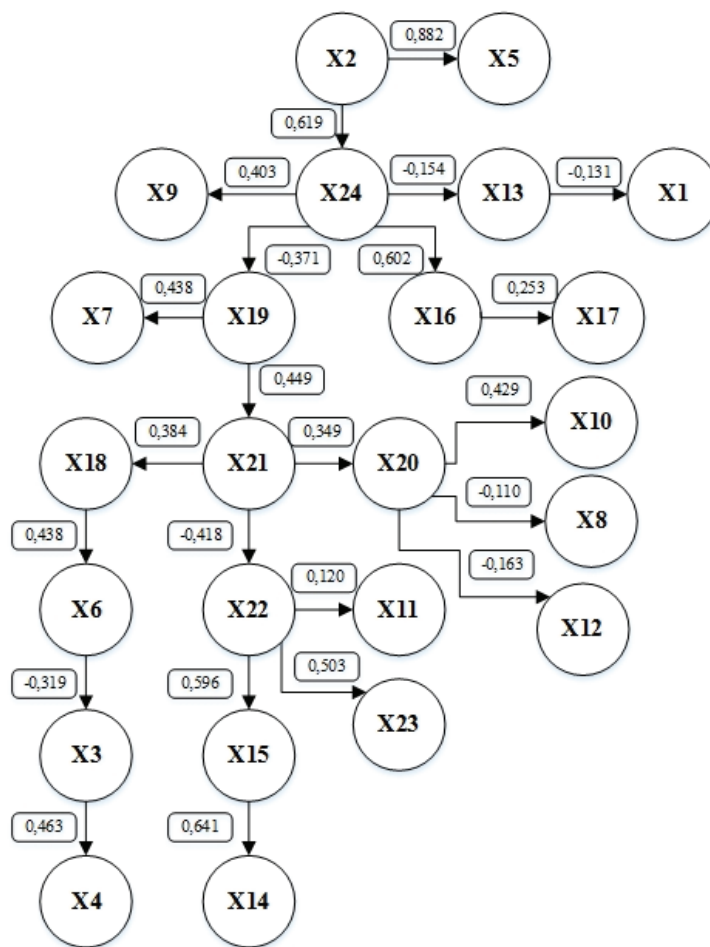 X2
0,882
X5
0,619
X9
0,403
X24
-0,154
X13
-0,131
X1
-0,371
0,602
X7
0,438
X19
X16
0,253
X17
0,449
0,429
X10
X18
0,384
X21
0,349
X20
-0,110
X8
0,438
-0,418
-0,163
X6
X22
0,120
X11
X12
-0,319
0,596
0,503
X23
X3
X15
0,463
0,641
X4
X14